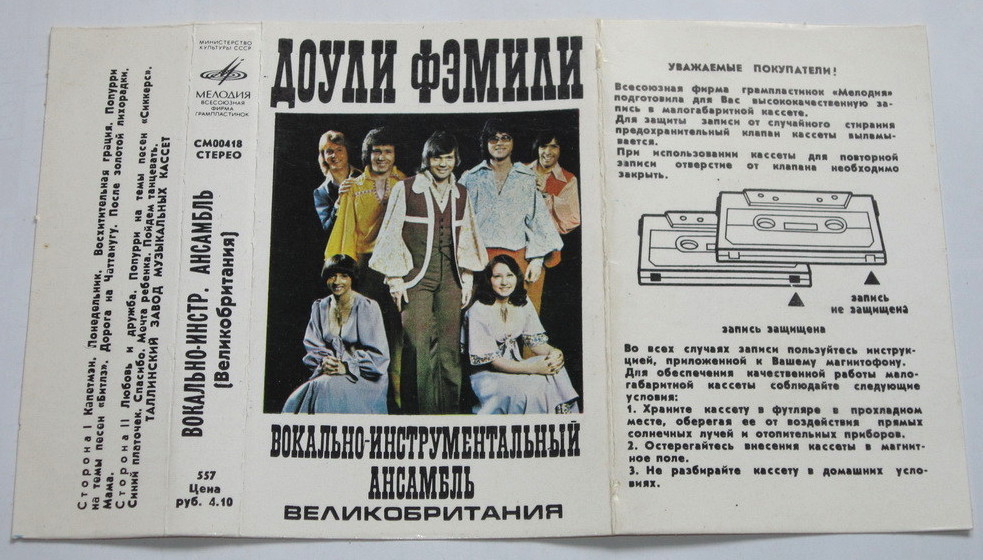 Сторона I Капетмэн. Понедельник. Восхитительная грация. Попурри
на темы песен «Битлз». Дорога на Чаттанугу. После золотой лихорадки.
Мама.
Сторона II Любовь и дружба. Попурри на темы песен «Сиккерс».
Синий платочек. Спасибо. Мечта ребенка. Пойдем танцевать.
ТАЛЛИНСКИЙ ЗАВОД МУЗЫКАЛЬНЫХ КАССЕТ
МИНИСТЕРСТВО
КУЛЬТУРЫ СССР
МЕЛОДИЯ
ВСЕСОЮЗНАЯ
ФИРМА
ГРАМПЛАСТИНОК
СМ00418
СТЕРЕО
ВОКАЛЬНО-ИНСТР. АНСАМБЛЬ
(Великобритания)
557
Цена
руб. 4.10
ДОУЛИ ФЭМИЛИ
ВОКАЛЬНО-ИНСТРУМЕНТАЛЬНЫЙ
АНСАМБЛЬ
ВЕЛИКОБРИТАНИЯ
УВАЖАЕМЫЕ ПОКУПАТЕЛИ!
Всесоюзная фирма грампластинок «Мелодия»
подготовила для Вас высококачественную за-
пись в малогабаритной кассете.
Для защиты записи от случайного стирания
предохранительный клапан кассеты выламы-
вается.
При использовании кассеты для повторной
записи отверстие от клапана необходимо
закрыть.
запись
не защищена
запись защищена
Во всех случаях записи пользуйтесь инструк-
цией, приложенной к Вашему магнитофону.
Для обеспечения качественной работы мало-
габаритной кассеты соблюдайте следующие
условия:
1. Храните кассету в футляре в прохладном
месте, оберегая ее от воздействия прямых
солнечных лучей и отопительных приборов.
2. Остерегайтесь внесения кассеты в магнит-
ное поле.
3. Не разбирайте кассету в домашних усло-
виях.